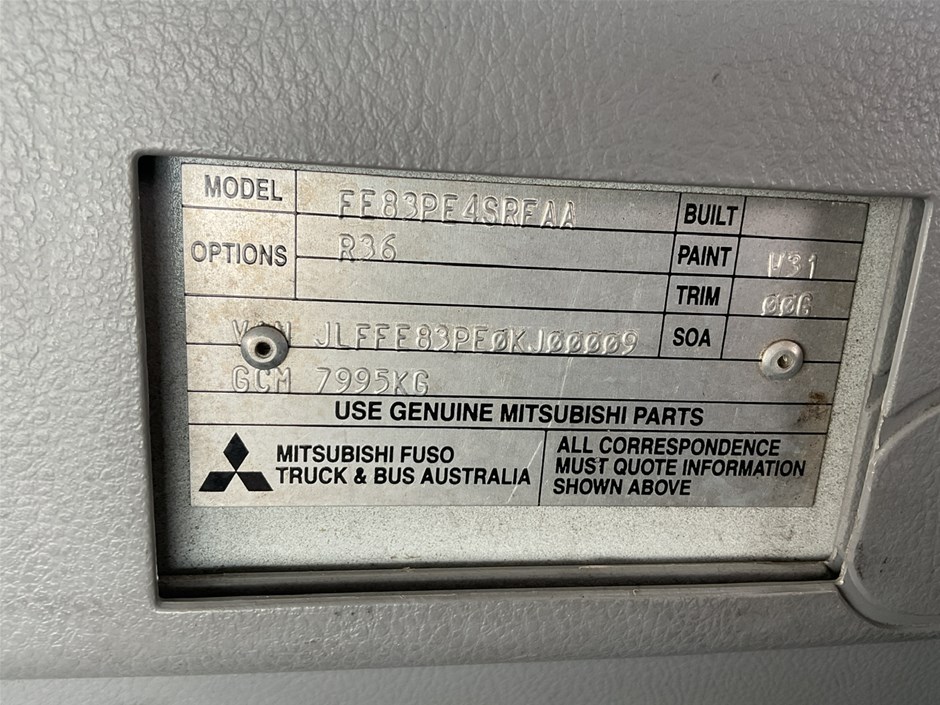 MODEL FE83PE4SRFAA BUILT
OPTIONS R36 PAINT W31
TRIM 00G
JLFFE83PE0KJ00009 SOA
GCM 7995KG
USE GENUINE MITSUBISHI PARTS
MITSUBISHI FUSO
TRUCK & BUS AUSTRALIA
ALL CORRESPONDENCE
MUST QUOTE INFORMATION
SHOWN ABOVE